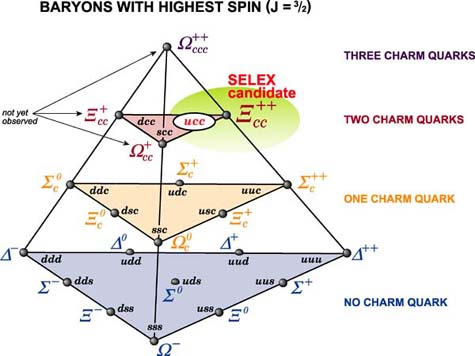 BARYONS WITH HIGHEST SPIN (J = 3/2)
Ω++ccc
THREE CHARM QUARKS
SELEX
candidate
not yet
observed
Ξ+cc
dcc
ucc
Ξ++cc
TWO CHARM QUARKS
scc
Ω+cc
Σ+c
Σ0c
ddc
udc
uuc
Σ++c
ONE CHARM QUARK
Ξ0c
dsc
usc
Ξ+c
ssc
Δ0
Ω0c
Δ+
Δ−
ddd
udd
uud
uuu
Δ++
Σ−
dds
Σ0
uds
uus
Σ+
NO CHARM QUARK
Ξ−
dss
uss
Ξ0
sss
Ω−